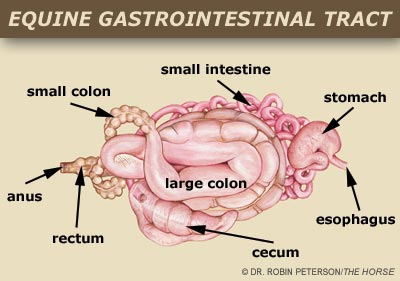 EQUINE GASTROINTESTINAL TRACT
small intestine
small colon
stomach
anus
large colon
esophagus
rectum
cecum
© DR. ROBIN PETERSON/THE HORSE